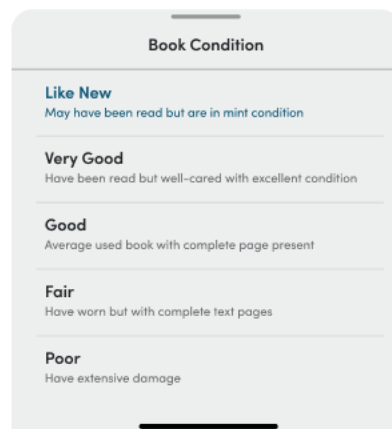 Book Condition
Like New
May have been read but are in mint condition
Very Good
Have been read but well-cared with excellent condition
Good
Average used book with complete page present
Fair
Have worn but with complete text pages
Poor
Have extensive damage